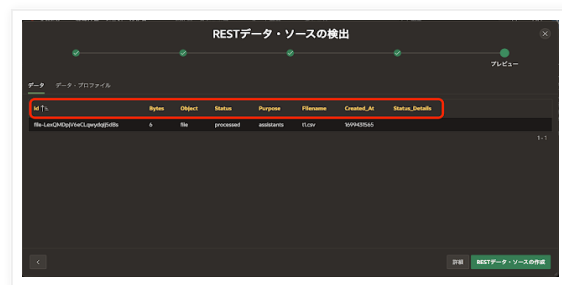 RESTデータ・ソースの検出
プレビュー
データ データ・プロファイル
Id Bytes Object Status Purpose Filename Created_At Status_Details
6 file processed assistants t1.csv 1699431565
1 - 1
詳細 RESTデータ・ソースの作成